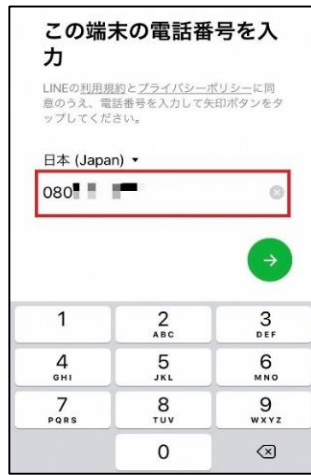 この端末の電話番号を入
力
LINEの利用規約とプライバシーポリシーに同
意のうえ、電話番号を入力して矢印ボタンをタ
ップしてください。
日本 (Japan)
080
1 2 3
ABC DEF
4 5 6
GHI JKL MNO
7 8 9
PQRS TUV WXYZ
0